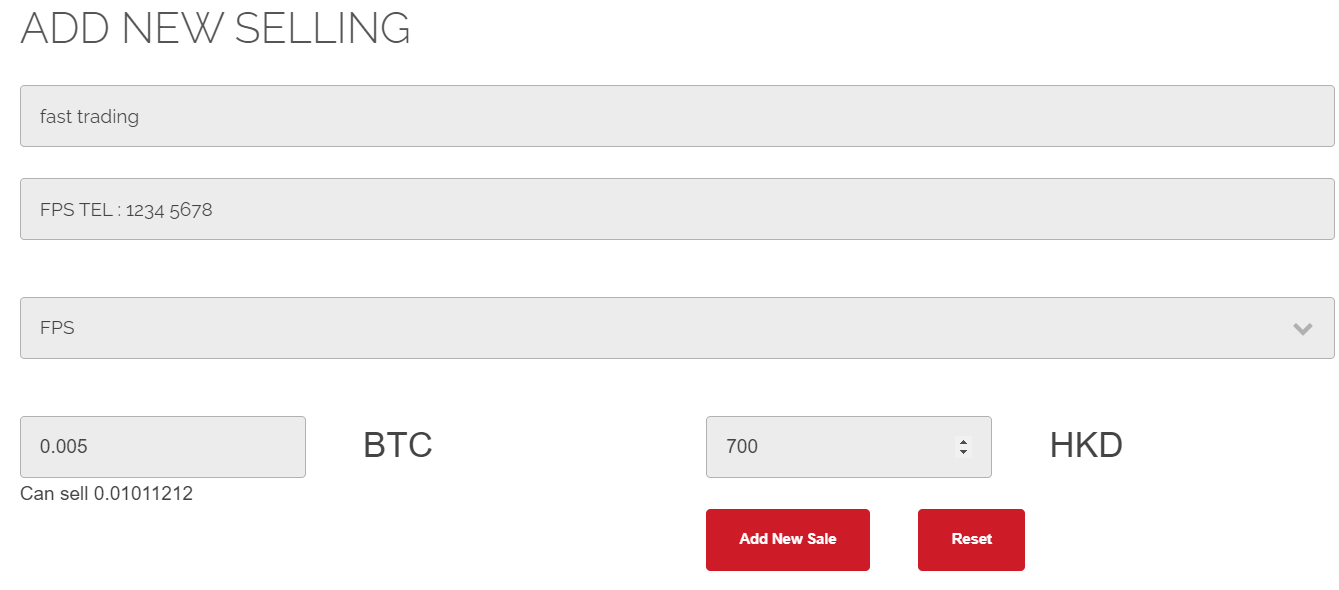 ADD NEW SELLING
fast trading
FPS TEL : 1234 5678
FPS
0.005 BTC 700 HKD
Can sell 0.01011212
Add New Sale Reset